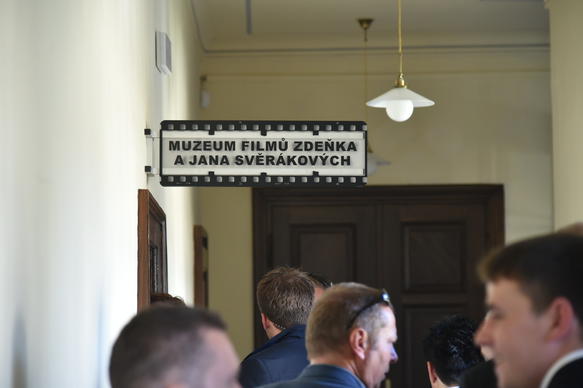 MUZEUM FILMŮ ZDEŇKA
A JANA SVĚRÁKOVÝCH